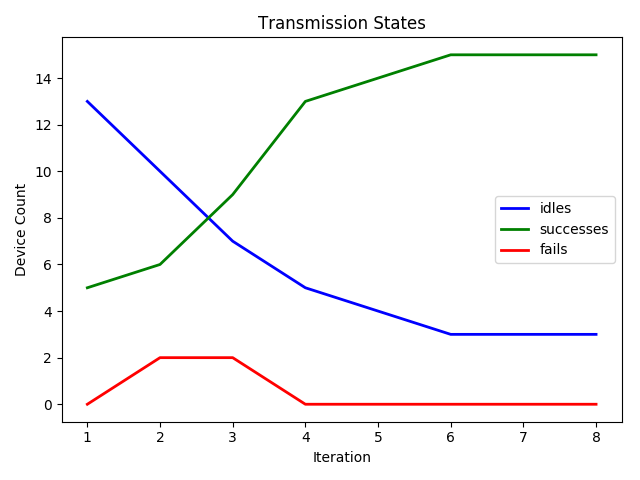 Transmission States
Device Count
14
12
10
8
6
4
2
0
idles
successes
fails
1 2 3 4 5 6 7 8
Iteration